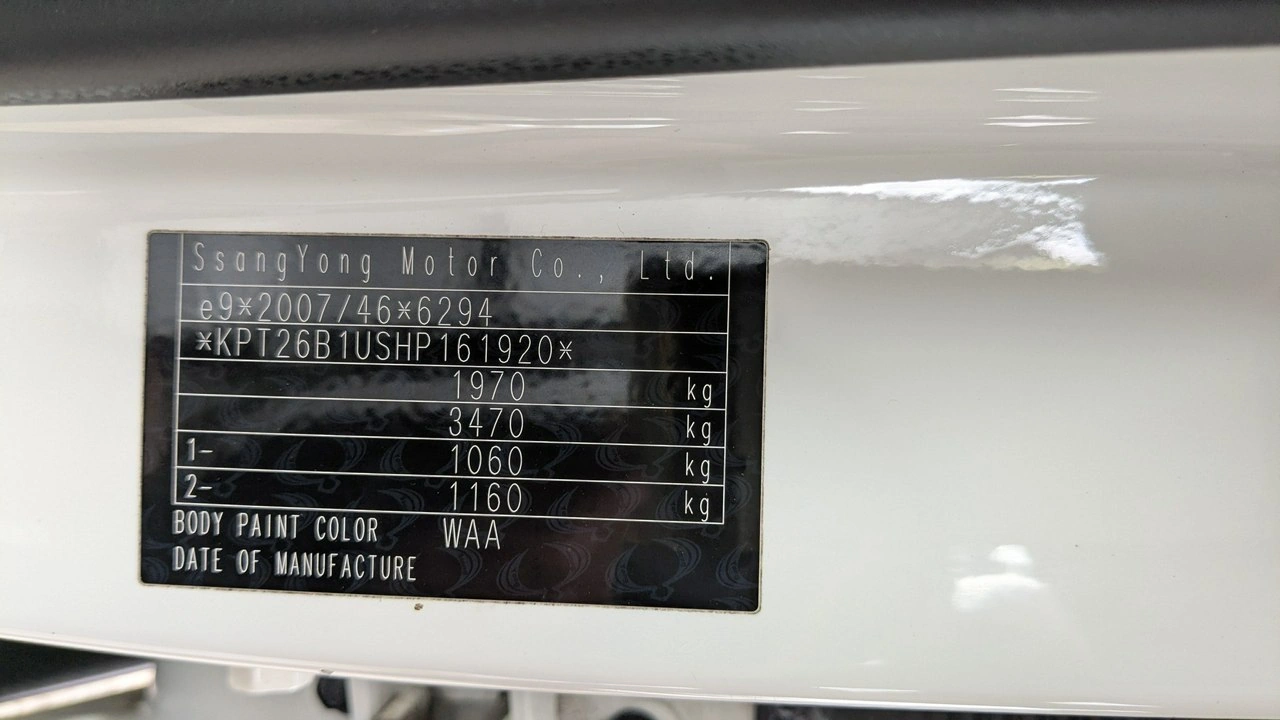 SsangYong Motor Co., Ltd.
e9*2007/46*6294
*KPT26B1USHP161920*
1970 kg
3470 kg
1- 1060 kg
2- 1160 kg
BODY PAINT COLOR WAA
DATE OF MANUFACTURE